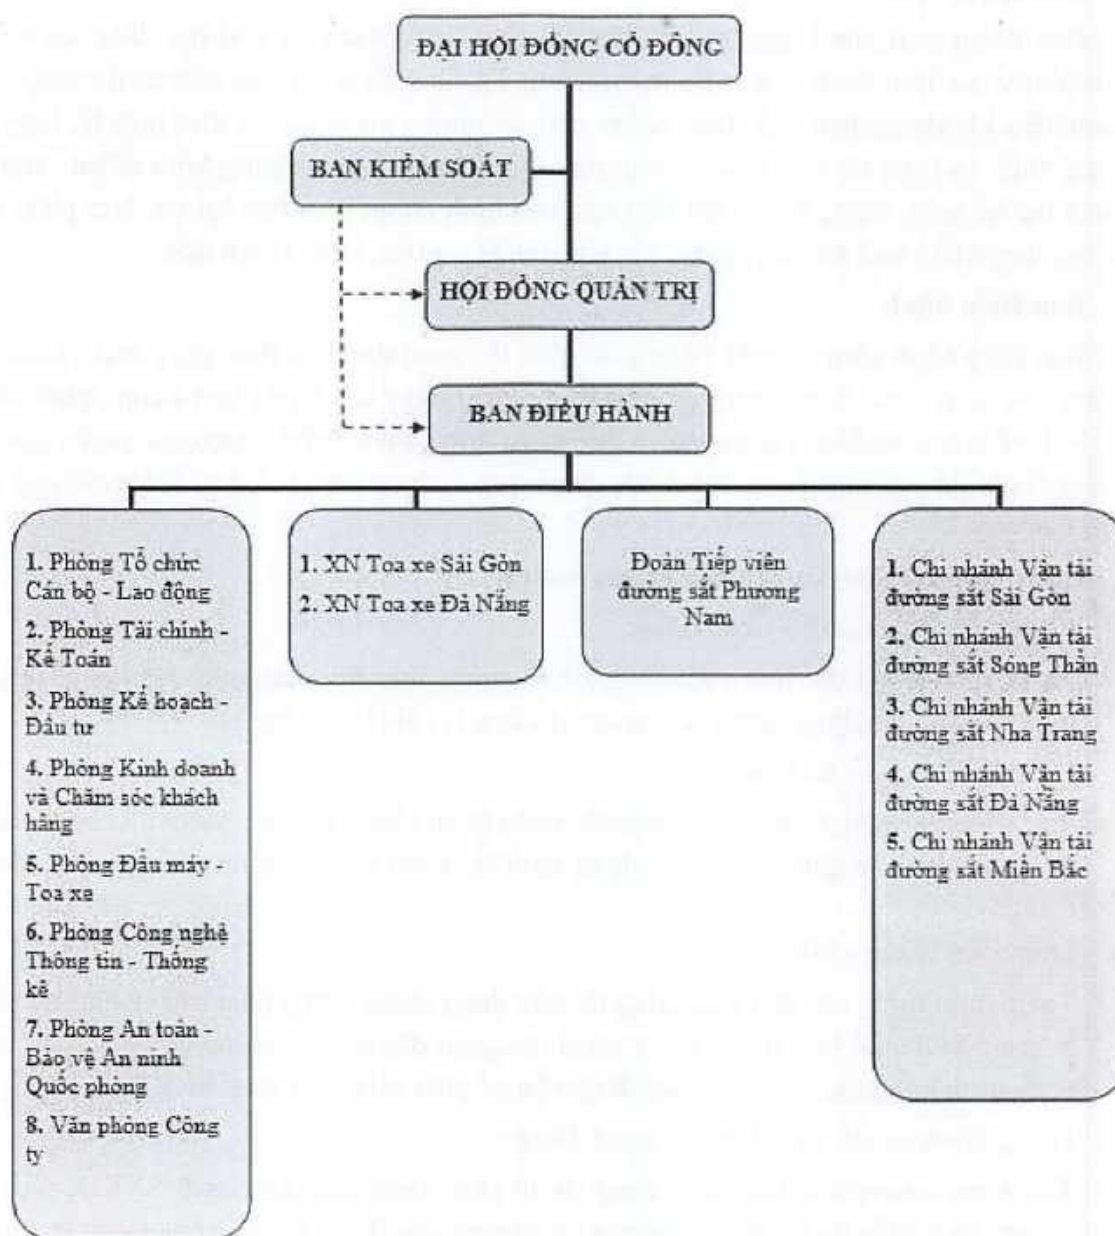 ĐẠI HỘI ĐỒNG CỔ ĐÔNG
BAN KIỂM SOÁT
HỘI ĐỒNG QUẢN TRỊ
BAN ĐIỀU HÀNH
1. Phòng Tổ chức
Cán bộ - Lao động
2. Phòng Tài chính -
Kế Toán
3. Phòng Kế hoạch -
Đầu tư
4. Phòng Kinh doanh
và Chăm sóc khách
hàng
5. Phòng Đầu máy -
Toa xe
6. Phòng Công nghệ
Thông tin - Thống
kê
7. Phòng An toàn -
Bảo vệ An ninh
Quốc phòng
8. Văn phòng Công
ty
1. XN Toa xe Sài Gòn
2. XN Toa xe Đà Nẵng
Đoàn Tiếp viên
đường sắt Phương
Nam
1. Chi nhánh Vận tải
đường sắt Sài Gòn
2. Chi nhánh Vận tải
đường sắt Sóng Thần
3. Chi nhánh Vận tải
đường sắt Nha Trang
4. Chi nhánh Vận tải
đường sắt Đà Nẵng
5. Chi nhánh Vận tải
đường sắt Miền Bắc